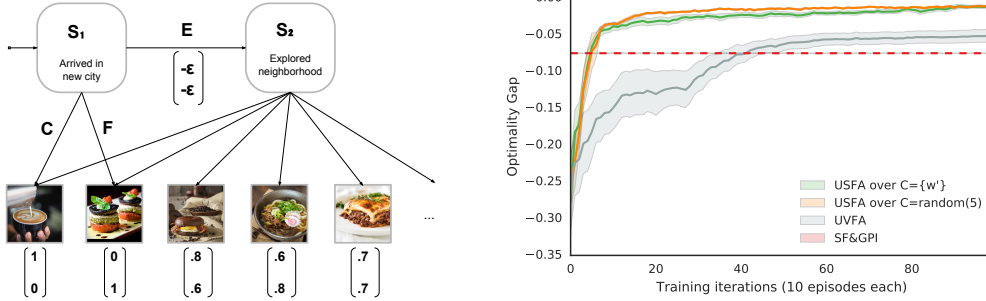 S₁
Arrived in
new city
E
-ε
-ε
S₂
Explored
neighborhood
C
F
...
1
0
0
1
.8
.6
.6
.8
.7
.7
Optimality Gap
−0.05
−0.10
−0.15
−0.20
−0.25
−0.30
−0.35
0
20
40
60
80
Training iterations (10 episodes each)
USFA over C={w'}
USFA over C=random(5)
UVFA
SF&GPI